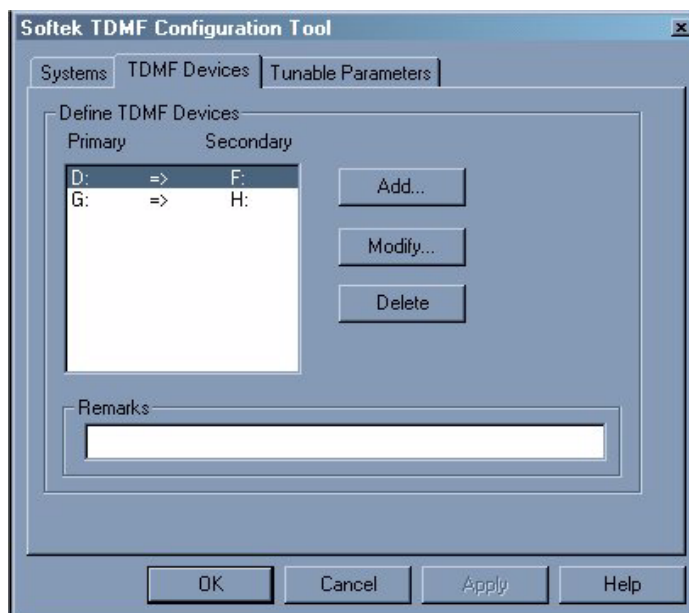 Softek TDMF Configuration Tool
Systems TDMF Devices Tunable Parameters
Define TDMF Devices
Primary Secondary
D: => F:
G: => H:
Add...
Modify...
Delete
Remarks
OK Cancel Apply Help